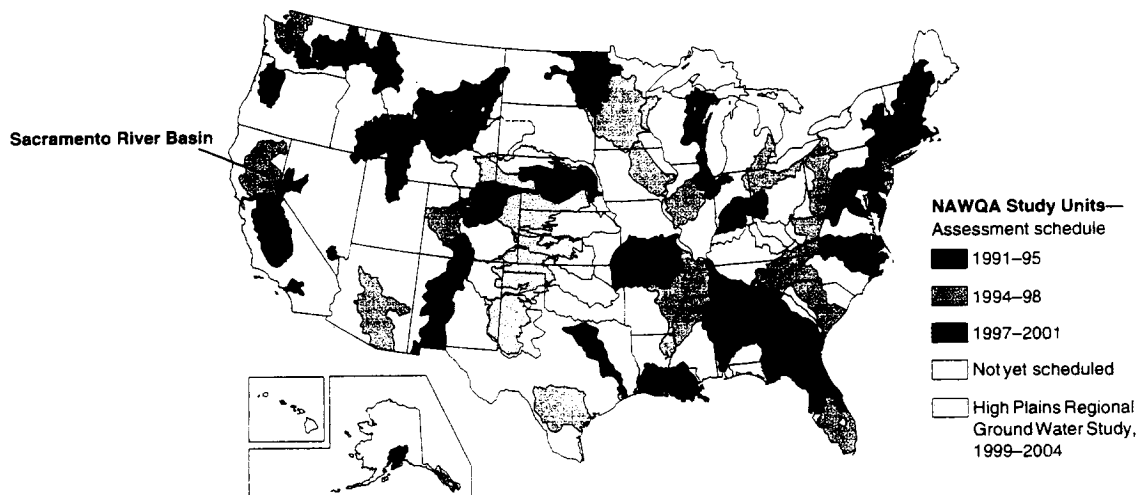 Sacramento River Basin
NAWQA Study Units—
Assessment schedule
1991–95
1994–98
1997–2001
Not yet scheduled
High Plains Regional
Ground Water Study,
1999–2004